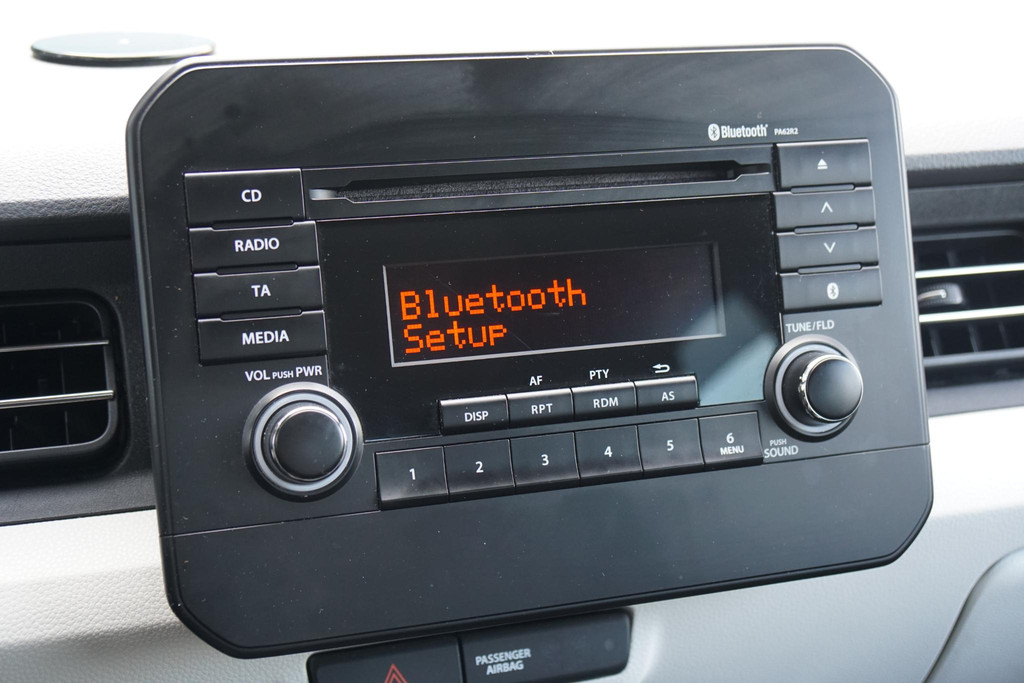 Bluetooth PA62R2
CD
RADIO
TA
MEDIA
VOL PUSH PWR
Bluetooth
Setup
TUNE/FLD
AF PTY
DISP RPT RDM AS
1 2 3 4 5 6
MENU
PUSH
SOUND
PASSENGER
AIRBAG